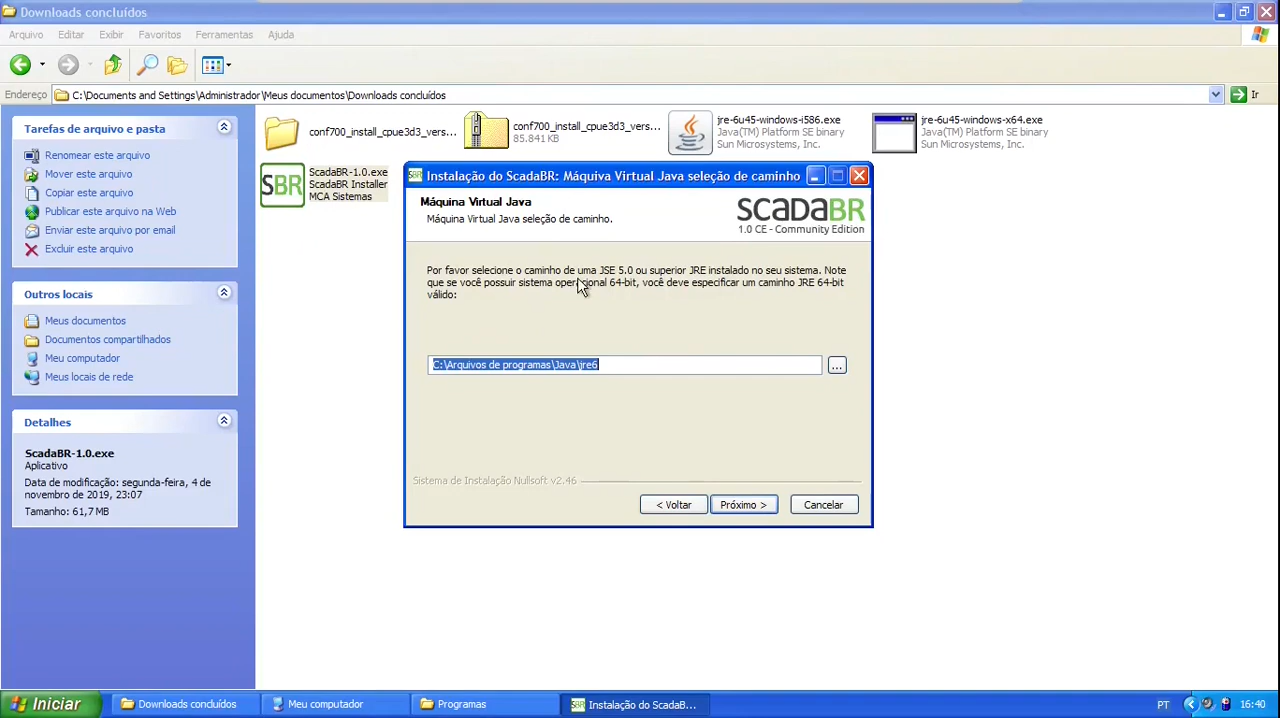 Downloads concluídos
Arquivo Editar Exibir Favoritos Ferramentas Ajuda
Endereço C:\Documents and Settings\Administrador\Meus documentos\Downloads concluídos Ir
Tarefas de arquivo e pasta
Renomear este arquivo
Mover este arquivo
Copiar este arquivo
Publicar este arquivo na Web
Enviar este arquivo por email
Excluir este arquivo
Outros locais
Meus documentos
Documentos compartilhados
Meu computador
Meus locais de rede
Detalhes
ScadaBR-1.0.exe
Aplicativo
Data de modificação: segunda-feira, 4 de
novembro de 2019, 23:07
Tamanho: 61,7 MB
conf700_install_cpue3d3_vers...
conf700_install_cpue3d3_vers...
85.841 KB
jre-6u45-windows-i586.exe
Java(TM) Platform SE binary
Sun Microsystems, Inc.
jre-6u45-windows-x64.exe
Java(TM) Platform SE binary
Sun Microsystems, Inc.
SBR
ScadaBR-1.0.exe
ScadaBR Installer
MCA Sistemas
Instalação do ScadaBR: Máquiva Virtual Java seleção de caminho
Máquina Virtual Java
Máquina Virtual Java seleção de caminho.
SCADABR
1.0 CE - Community Edition
Por favor selecione o caminho de uma JSE 5.0 ou superior JRE instalado no seu sistema. Note
que se você possuir sistema operacional 64-bit, você deve especificar um caminho JRE 64-bit
válido:
C:\Arquivos de programas\Java\jre6
...
Sistema de Instalação Nullsoft v2.46
< Voltar Próximo > Cancelar
Iniciar Downloads concluídos Meu computador Programas SBR Instalação do ScadaB... PT 16:40